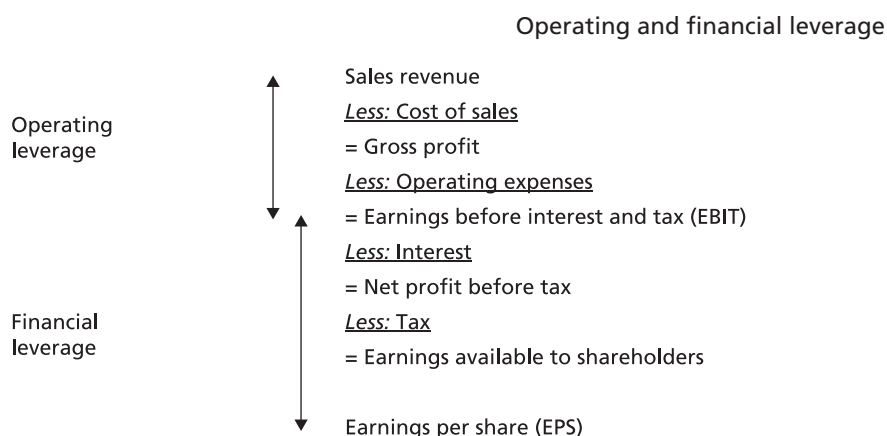 Operating and financial leverage
Sales revenue
Less: Cost of sales
Operating
leverage
= Gross profit
Less: Operating expenses
= Earnings before interest and tax (EBIT)
Less: Interest
= Net profit before tax
Financial
leverage
Less: Tax
= Earnings available to shareholders
Earnings per share (EPS)